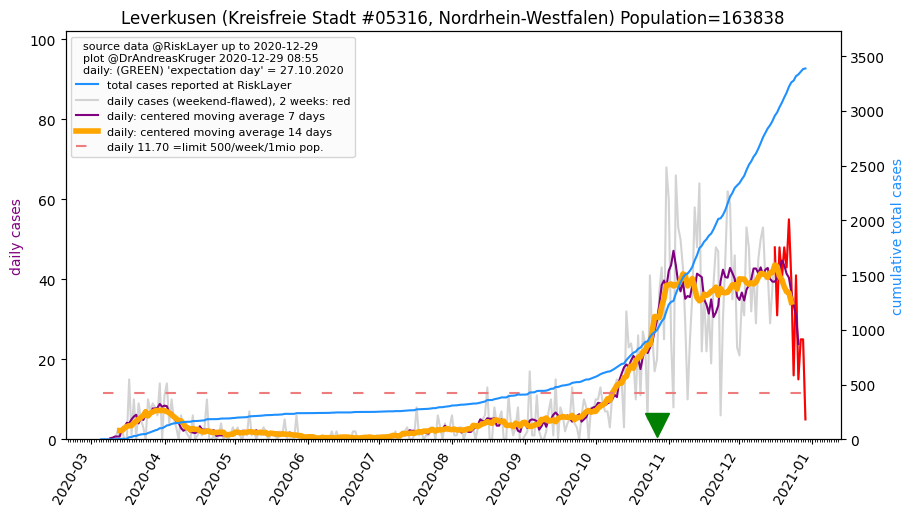 Leverkusen (Kreisfreie Stadt #05316, Nordrhein-Westfalen) Population=163838
source data @RiskLayer up to 2020-12-29
plot @DrAndreasKruger 2020-12-29 08:55
daily: (GREEN) 'expectation day' = 27.10.2020
total cases reported at RiskLayer
daily cases (weekend-flawed), 2 weeks: red
daily: centered moving average 7 days
daily: centered moving average 14 days
daily 11.70 =limit 500/week/1mio pop.
daily cases
100
80
60
40
20
0
cumulative total cases
3500
3000
2500
2000
1500
1000
500
0
2020-03
2020-04
2020-05
2020-06
2020-07
2020-08
2020-09
2020-10
2020-11
2020-12
2021-01